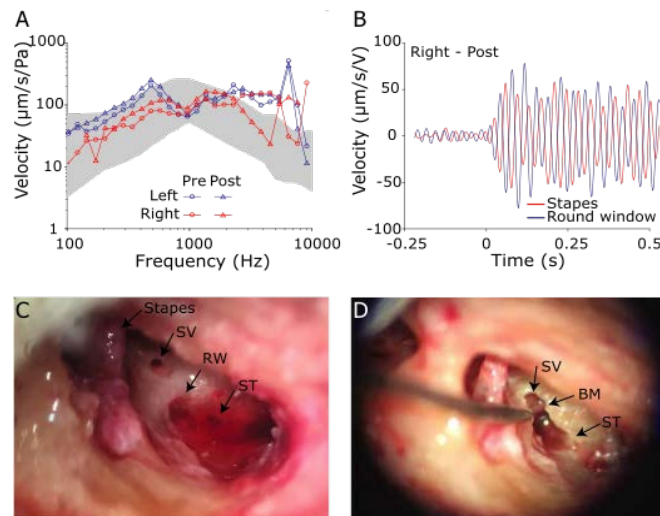 A
Velocity (µm/s/Pa)
1000
100
10
1
Pre Post
Left
Right
100
1000
10000
Frequency (Hz)
B
Right - Post
Velocity (µm/s/V)
100
50
0
-50
-100
Stapes
Round window
-0.25
0
0.25
0.5
Time (s)
C
Stapes
SV
RW
ST
D
SV
BM
ST